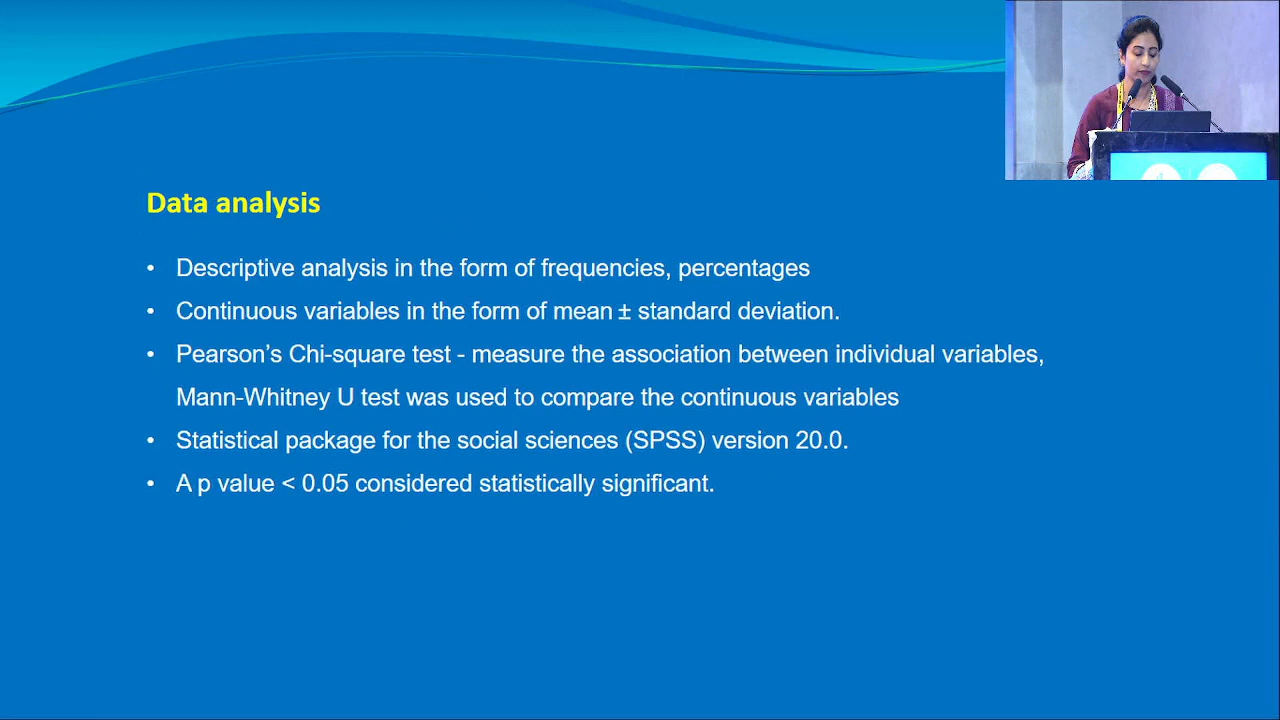 Data analysis
• Descriptive analysis in the form of frequencies, percentages
• Continuous variables in the form of mean ± standard deviation.
• Pearson’s Chi-square test - measure the association between individual variables,
Mann-Whitney U test was used to compare the continuous variables
• Statistical package for the social sciences (SPSS) version 20.0.
• A p value < 0.05 considered statistically significant.